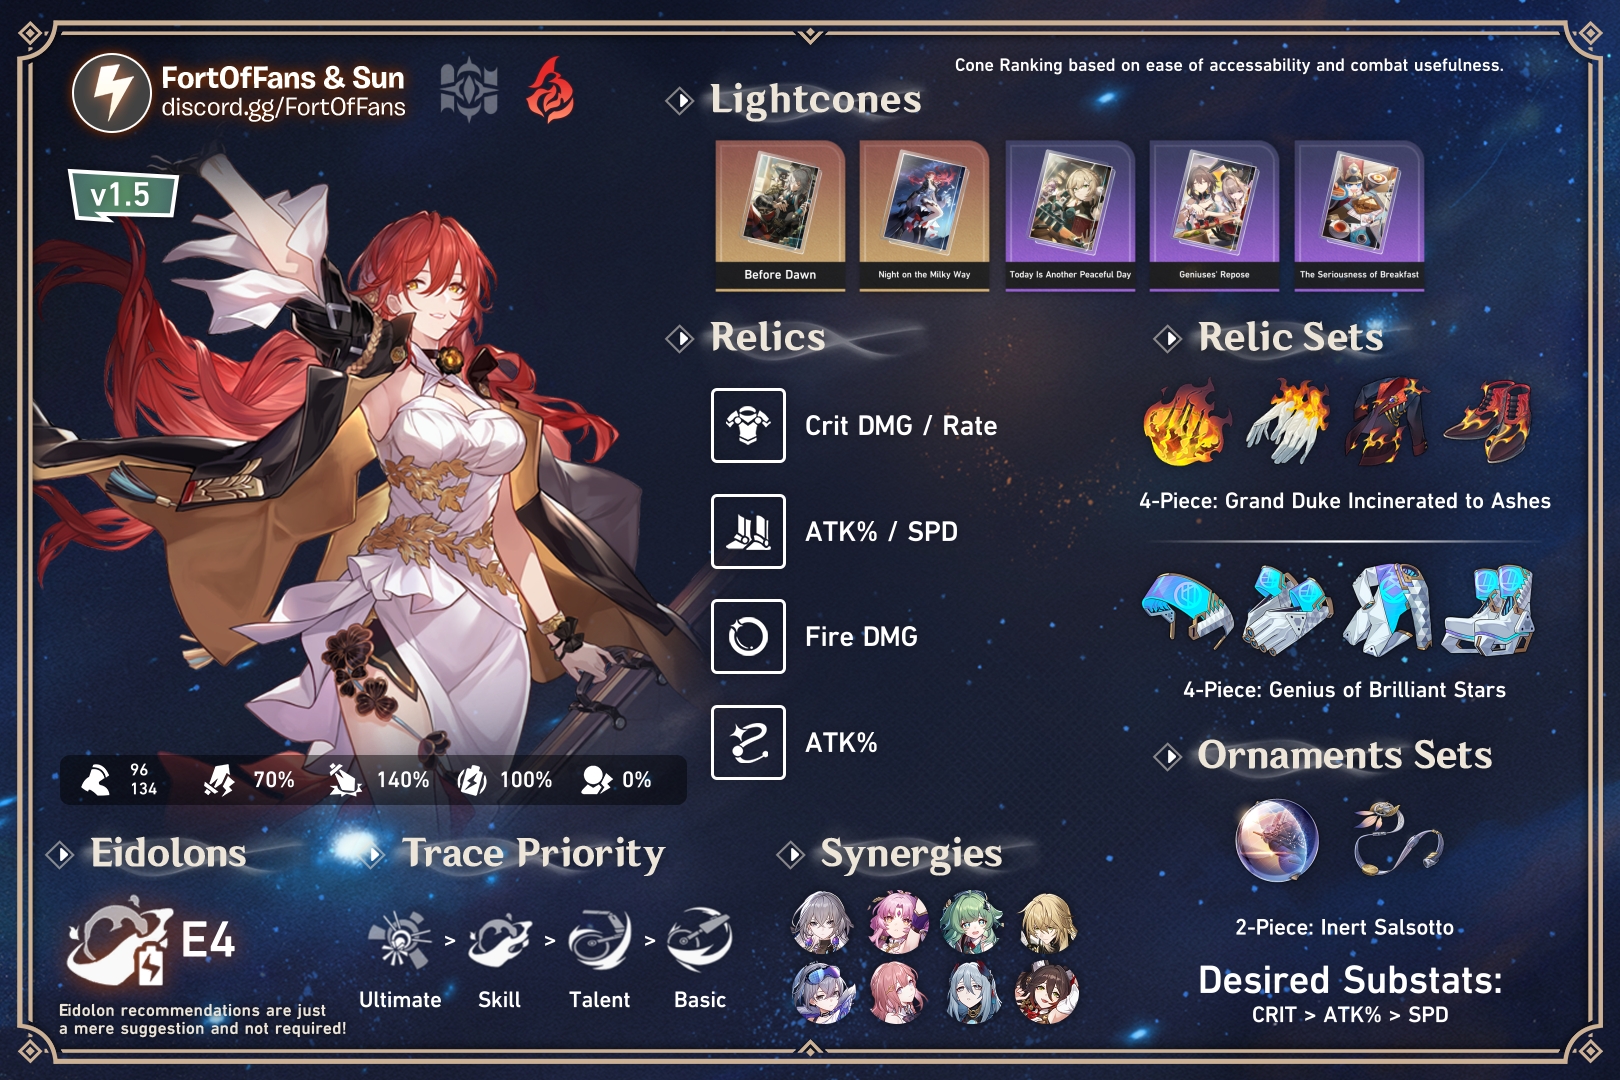 FortOfFans & Sun
discord.gg/FortOfFans
v1.5
Cone Ranking based on ease of accessability and combat usefulness.
Lightcones
Before Dawn
Night on the Milky Way
Today Is Another Peaceful Day
Geniuses' Repose
The Seriousness of Breakfast
Relics
Crit DMG / Rate
ATK% / SPD
Fire DMG
ATK%
Relic Sets
4-Piece: Grand Duke Incinerated to Ashes
4-Piece: Genius of Brilliant Stars
Ornaments Sets
2-Piece: Inert Salsotto
Desired Substats:
CRIT > ATK% > SPD
96
134
70%
140%
100%
0%
Eidolons
E4
Eidolon recommendations are just
a mere suggestion and not required!
Trace Priority
> > >
Ultimate Skill Talent Basic
Synergies